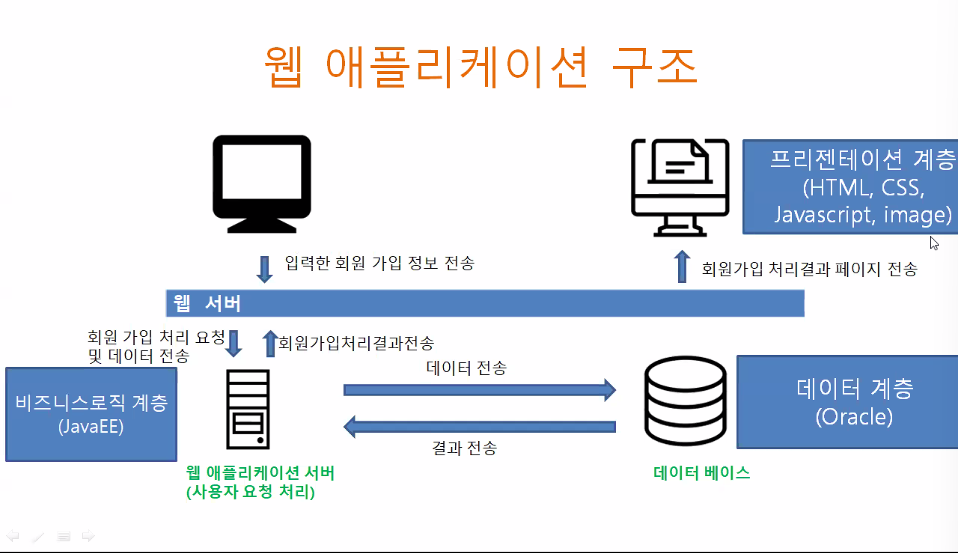 웹 애플리케이션 구조
프리젠테이션 계층
(HTML, CSS,
Javascript, image)
입력한 회원 가입 정보 전송
회원가입 처리결과 페이지 전송
웹 서버
회원 가입 처리 요청
및 데이터 전송
회원가입처리결과전송
데이터 전송
비즈니스로직 계층
(JavaEE)
데이터 계층
(Oracle)
결과 전송
웹 애플리케이션 서버
(사용자 요청 처리)
데이터 베이스